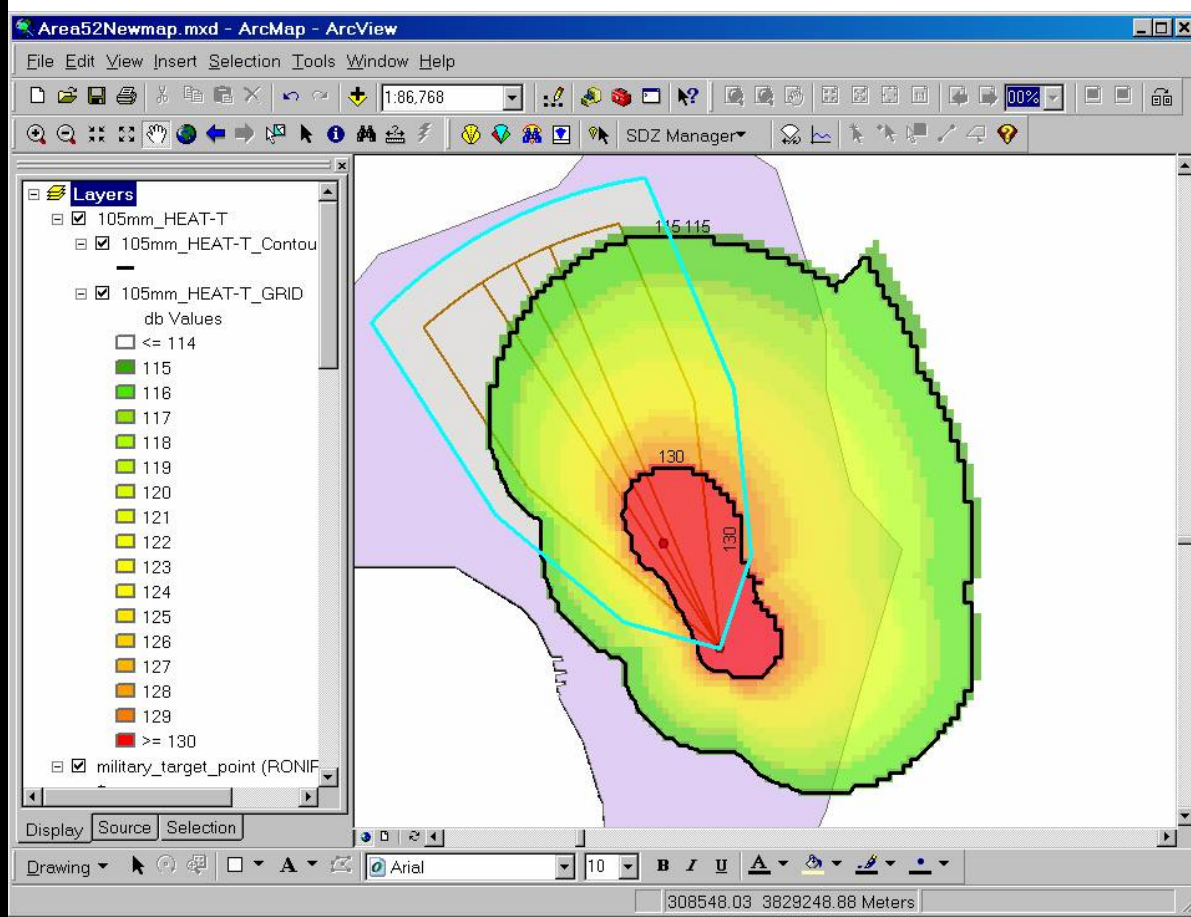 Area52Newmap.mxd - ArcMap - ArcView
File Edit View Insert Selection Tools Window Help
1:86,768 00%
SDZ Manager
Layers
105mm_HEAT-T
105mm_HEAT-T_Contou
105mm_HEAT-T_GRID
db Values
<= 114
115
116
117
118
119
120
121
122
123
124
125
126
127
128
129
>= 130
military_target_point (RONIF
Display Source Selection
115 115
130
130
Drawing A Arial 10 B I U A
308548.03 3829248.88 Meters